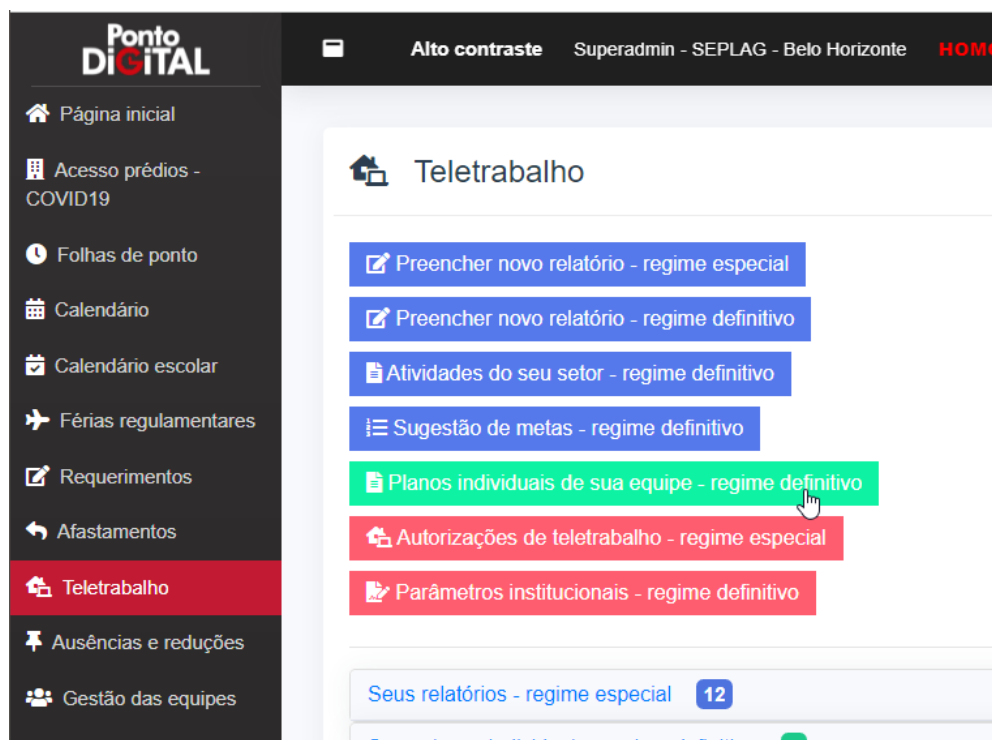 Ponto
DiGiTAL
Alto contraste
Superadmin - SEPLAG - Belo Horizonte
Página inicial
Acesso prédios -
COVID19
Folhas de ponto
Calendário
Calendário escolar
Férias regulamentares
Requerimentos
Afastamentos
Teletrabalho
Ausências e reduções
Gestão das equipes
Teletrabalho
Preencher novo relatório - regime especial
Preencher novo relatório - regime definitivo
Atividades do seu setor - regime definitivo
Sugestão de metas - regime definitivo
Planos individuais de sua equipe - regime definitivo
Autorizações de teletrabalho - regime especial
Parâmetros institucionais - regime definitivo
Seus relatórios - regime especial 12